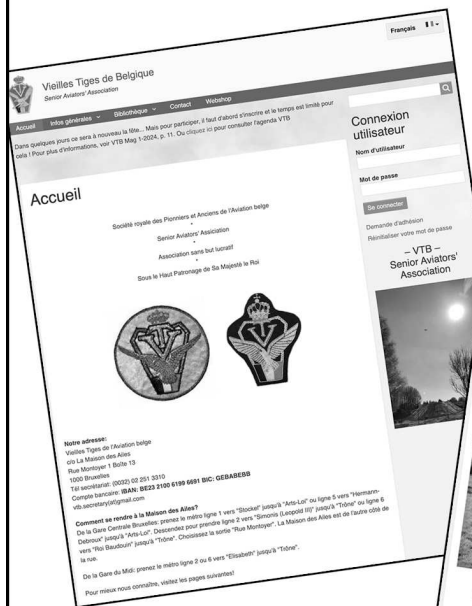 Français
Vieilles Tiges de Belgique
Senior Aviators' Association
Accueil Infos générales Bibliothèque Contact Webshop
Dans quelques jours ce sera à nouveau la fête... Mais pour participer, il faut d'abord s'inscrire et le temps est limité pour
cela ! Pour plus d'informations, voir VTB Mag 1-2024, p. 11. Ou cliquez ici pour consulter l'agenda VTB
Accueil
Société royale des Pionniers et Anciens de l'Aviation belge
*
Senior Aviators' Assiciation
*
Association sans but lucratif
*
Sous le Haut Patronage de Sa Majesté le Roi
Notre adresse:
Vieilles Tiges de l'Aviation belge
c/o La Maison des Ailes
Rue Montoyer 1 Boîte 13
1000 Bruxelles
Tél secrétariat: (0032) 02 251 3310
Compte bancaire: IBAN: BE23 2100 6199 6691 BIC: GEBABEBB
vtb.secretary(at)gmail.com
Comment se rendre à la Maison des Ailes?
De la Gare Centrale Bruxelles: prenez le métro ligne 1 vers "Stockel" jusqu'à "Arts-Loi" ou ligne 5 vers "Hermann-
Debroux" jusqu'à "Arts-Loi". Descendez pour prendre ligne 2 vers "Simonis (Leopold II)" jusqu'à "Trône" ou ligne 6
vers "Roi Baudouin" jusqu'à "Trône". Choisissez la sortie "Rue Montoyer". La Maison des Ailes est de l'autre côté de
la rue.
De la Gare du Midi: prenez le métro ligne 2 ou 6 vers "Elisabeth" jusqu'à "Trône".
Pour mieux nous connaître, visitez les pages suivantes!
Connexion
utilisateur
Nom d'utilisateur
Mot de passe
Se connecter
Demande d'adhésion
Réinitialiser votre mot de passe
– VTB –
Senior Aviators'
Association